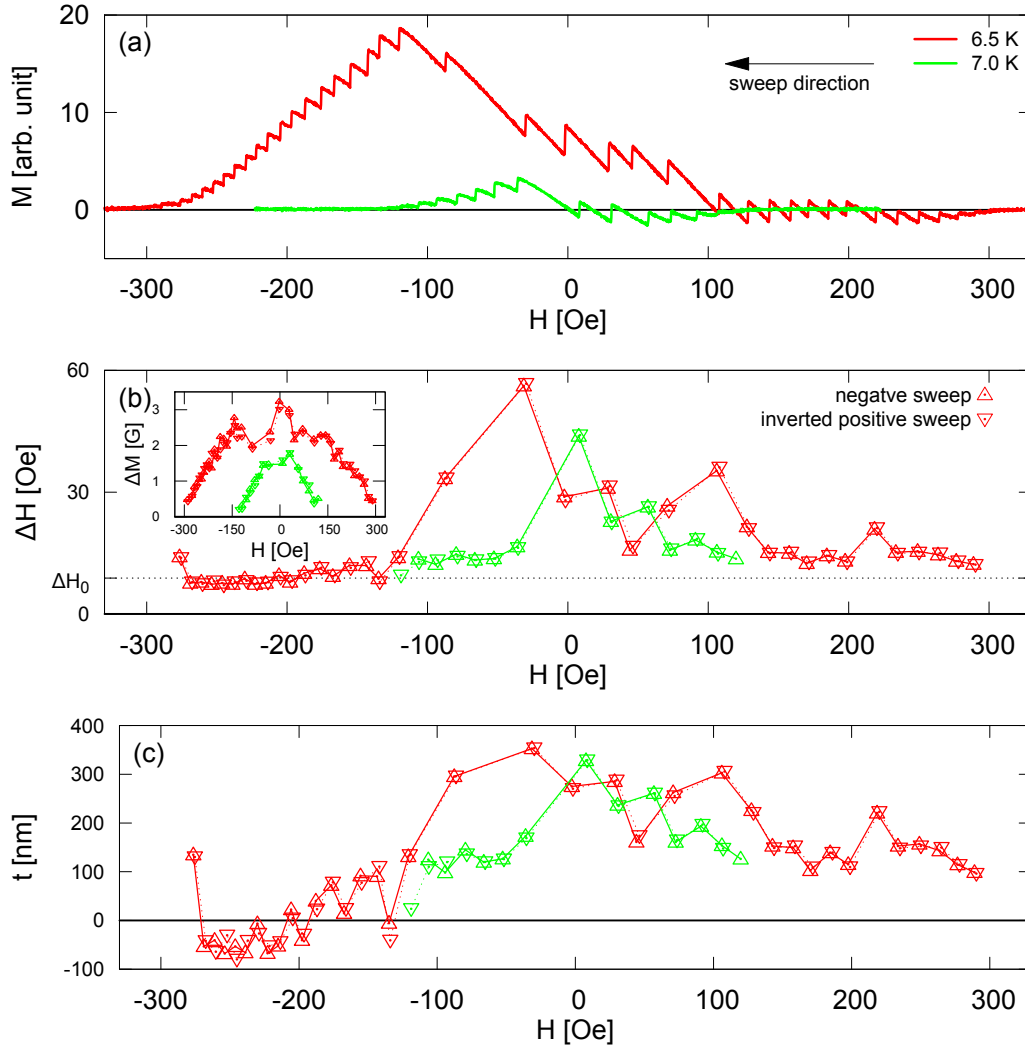 (a)
6.5 K
7.0 K
sweep direction
M [arb. unit]
20
10
0
-300 -200 -100 0 100 200 300
H [Oe]
(b)
negatve sweep
inverted positive sweep
ΔH [Oe]
60
30
ΔH₀
0
ΔM [G]
3
2
1
0
-300 -150 0 150 300
H [Oe]
-300 -200 -100 0 100 200 300
H [Oe]
(c)
t [nm]
400
300
200
100
0
-100
-300 -200 -100 0 100 200 300
H [Oe]